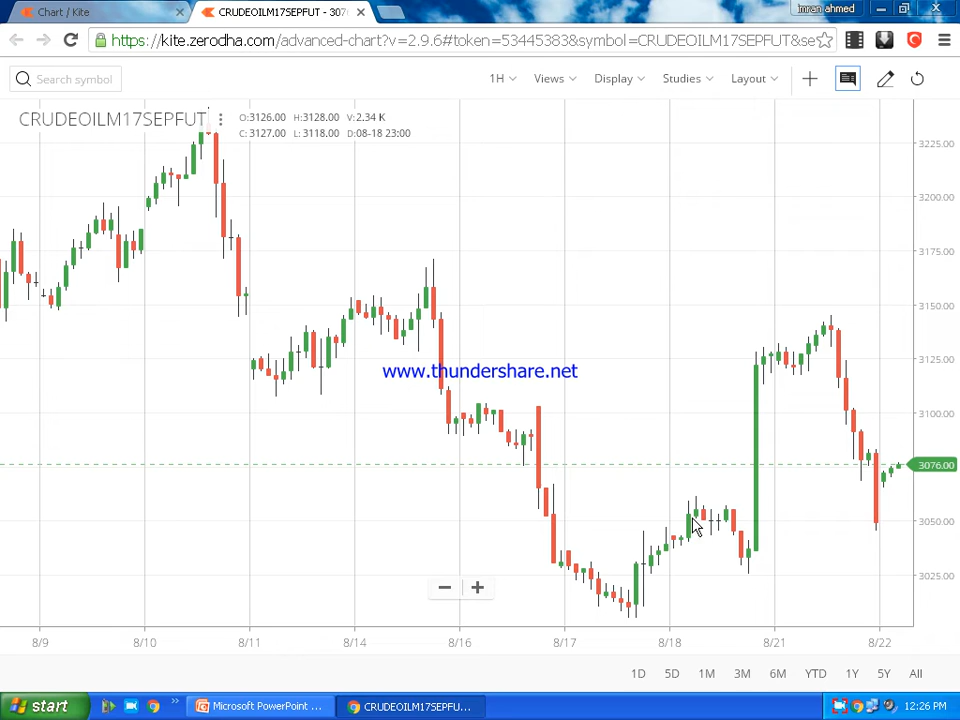 Chart / Kite
CRUDEOILM17SEPFUT - 307
imran ahmed
https://kite.zerodha.com/advanced-chart?v=2.9.6#token=53445383&symbol=CRUDEOILM17SEPFUT&se
Search symbol
1H Views Display Studies Layout
CRUDEOILM17SEPFUT
O:3126.00 H:3128.00 V:2.34 K
C:3127.00 L:3118.00 D:08-18 23:00
3225.00
3200.00
3175.00
3150.00
3125.00
www.thundershare.net
3100.00
3076.00
3050.00
3025.00
8/9 8/10 8/11 8/14 8/16 8/17 8/18 8/21 8/22
1D 5D 1M 3M 6M YTD 1Y 5Y All
start
Microsoft PowerPoint ...
CRUDEOILM17SEPFU...
12:26 PM